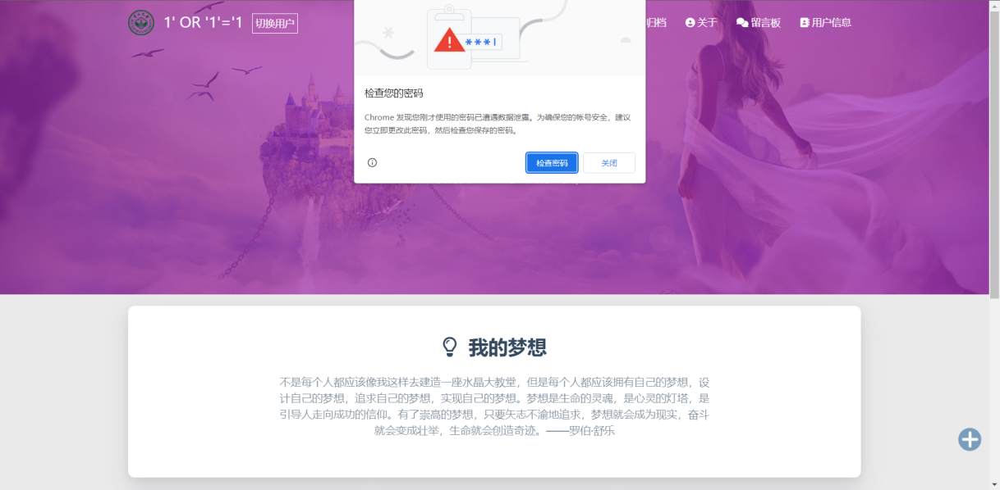 1' OR '1'='1 切换用户 归档 关于 留言板 用户信息
***|
检查您的密码
Chrome 发现您刚才使用的密码已遭遇数据泄露。为确保您的帐号安全，建议
您立即更改此密码，然后检查您保存的密码。
检查密码 关闭
我的梦想
不是每个人都应该像我这样去建造一座水晶大教堂，但是每个人都应该拥有自己的梦想，设
计自己的梦想，追求自己的梦想，实现自己的梦想。梦想是生命的灵魂，是心灵的灯塔，是
引导人走向成功的信仰。有了崇高的梦想，只要矢志不渝地追求，梦想就会成为现实，奋斗
就会变成壮举，生命就会创造奇迹。——罗伯·舒乐